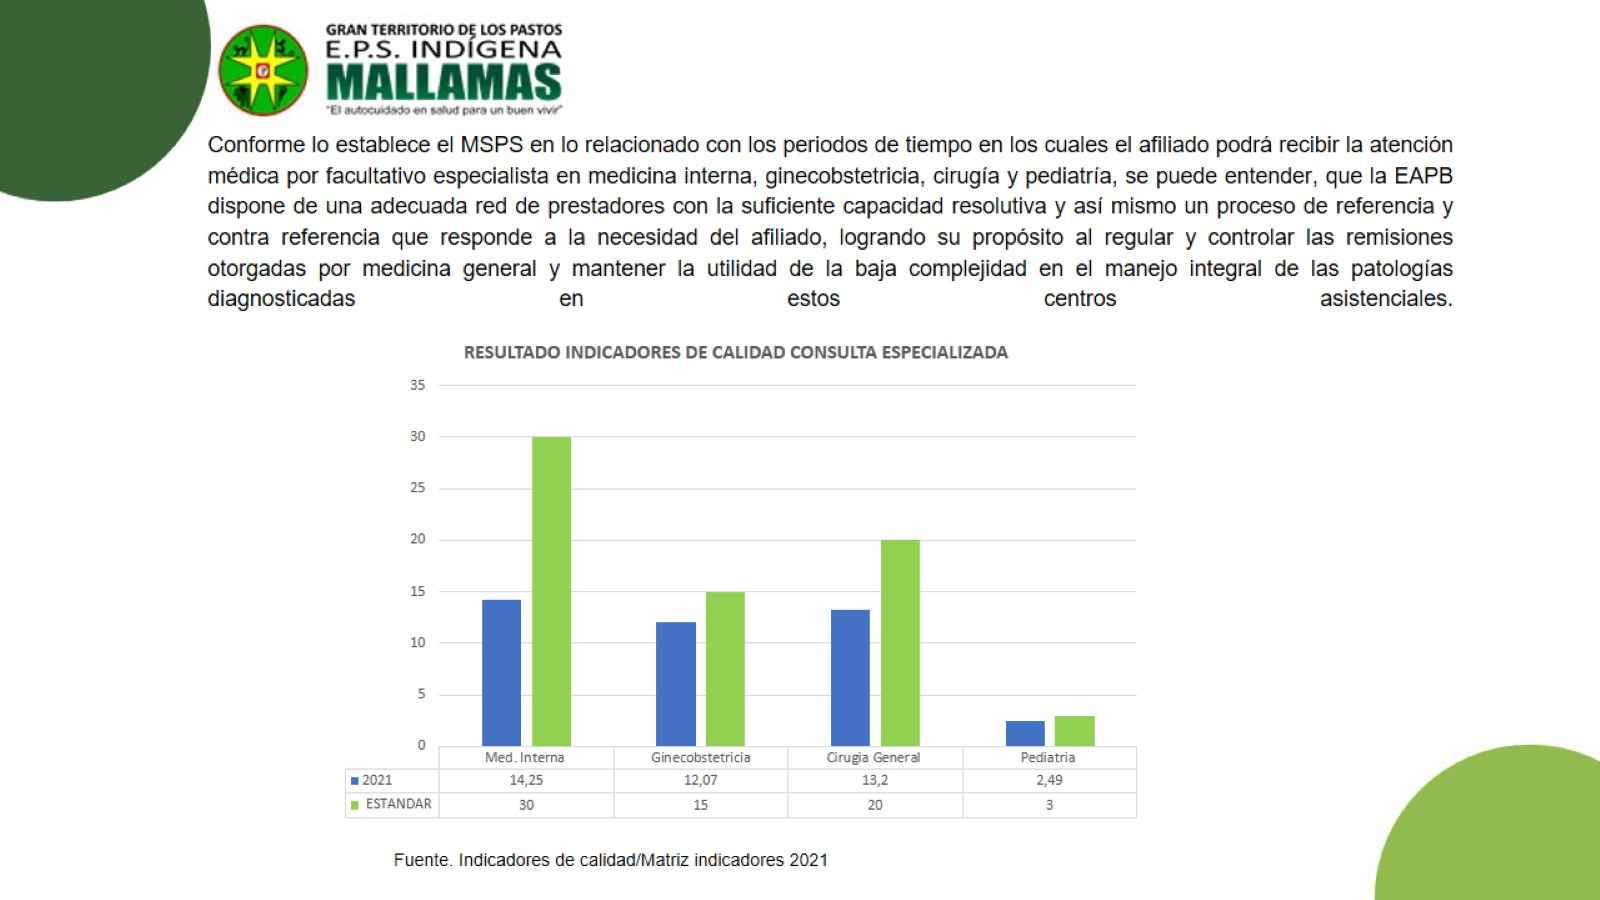 GRAN TERRITORIO DE LOS PASTOS
E.P.S. INDÍGENA
MALLAMAS
"El autocuidado en salud para un buen vivir"
Conforme lo establece el MSPS en lo relacionado con los periodos de tiempo en los cuales el afiliado podrá recibir la atención
médica por facultativo especialista en medicina interna, ginecobstetricia, cirugía y pediatría, se puede entender, que la EAPB
dispone de una adecuada red de prestadores con la suficiente capacidad resolutiva y así mismo un proceso de referencia y
contra referencia que responde a la necesidad del afiliado, logrando su propósito al regular y controlar las remisiones
otorgadas por medicina general y mantener la utilidad de la baja complejidad en el manejo integral de las patologías
diagnosticadas en estos centros asistenciales.
RESULTADO INDICADORES DE CALIDAD CONSULTA ESPECIALIZADA
35
30
25
20
15
10
5
0
Med. Interna Ginecobstetricia Cirugia General Pediatria
2021 14,25 12,07 13,2 2,49
ESTANDAR 30 15 20 3
Fuente. Indicadores de calidad/Matriz indicadores 2021